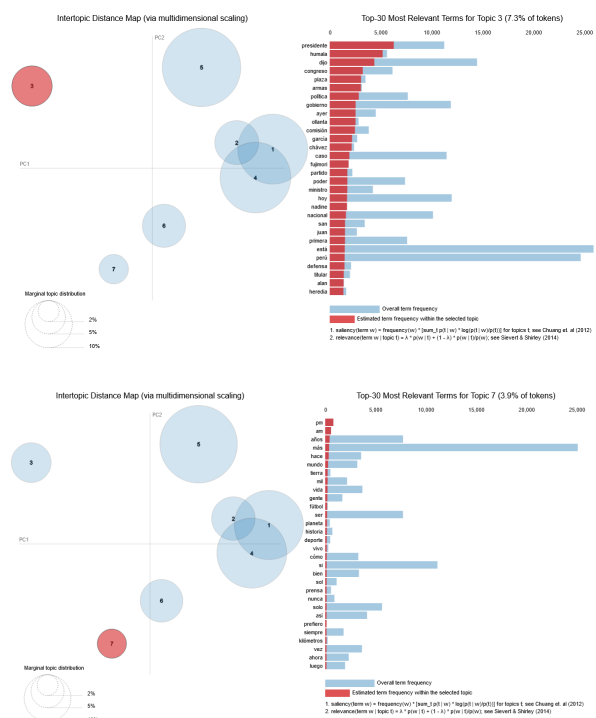 Intertopic Distance Map (via multidimensional scaling)
Top-30 Most Relevant Terms for Topic 3 (7.3% of tokens)
PC2
PC1
3
5
2
1
4
6
7
Marginal topic distribution
2%
5%
10%
5,000
10,000
15,000
20,000
25,000
presidente
humala
dijo
congreso
plaza
armas
política
gobierno
ayer
ollanta
comisión
garcía
chávez
caso
fujimori
partido
poder
ministro
hoy
nadine
nacional
san
juan
primera
está
perú
defensa
titular
alan
heredia
Overall term frequency
Estimated term frequency within the selected topic
1. saliency(term w) = frequency(w) * [sum_t p(t | w) * log(p(t | w)/p(t))] for topics t; see Chuang et. al (2012)
2. relevance(term w | topic t) = λ * p(w | t) + (1 - λ) * p(w | t)/p(w); see Sievert & Shirley (2014)
Intertopic Distance Map (via multidimensional scaling)
Top-30 Most Relevant Terms for Topic 7 (3.9% of tokens)
PC2
PC1
3
5
2
1
4
6
7
Marginal topic distribution
2%
5%
5,000
10,000
15,000
20,000
25,000
pm
am
años
más
hace
mundo
tierra
mil
vida
gente
fútbol
ser
planeta
historia
deporte
vivo
cómo
si
bien
sol
prensa
nunca
solo
así
prefiero
siempre
kilómetros
vez
ahora
luego
Overall term frequency
Estimated term frequency within the selected topic
1. saliency(term w) = frequency(w) * [sum_t p(t | w) * log(p(t | w)/p(t))] for topics t; see Chuang et. al (2012)
2. relevance(term w | topic t) = λ * p(w | t) + (1 - λ) * p(w | t)/p(w); see Sievert & Shirley (2014)